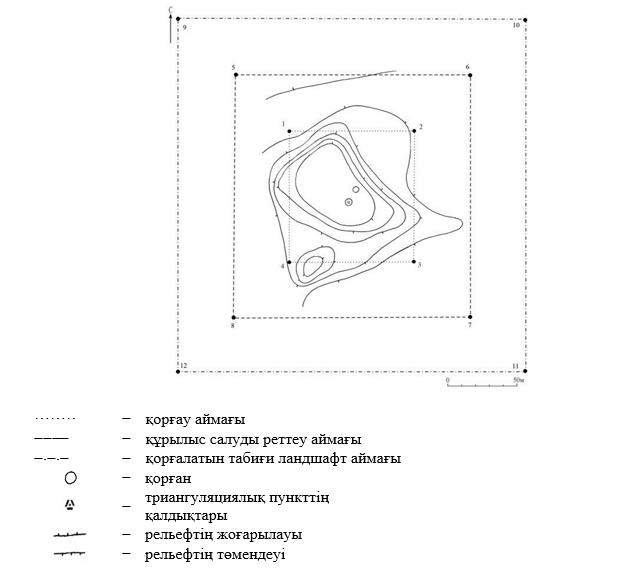 С
9
10
5
6
1
2
4
3
8
7
12
11
0 50м
– қорғау аймағы
– құрылыс салуды реттеу аймағы
– қорғалатын табиғи ландшафт аймағы
– қорған
– триангуляциялық пункттің
қалдықтары
– рельефтің жоғарылауы
– рельефтің төмендеуі